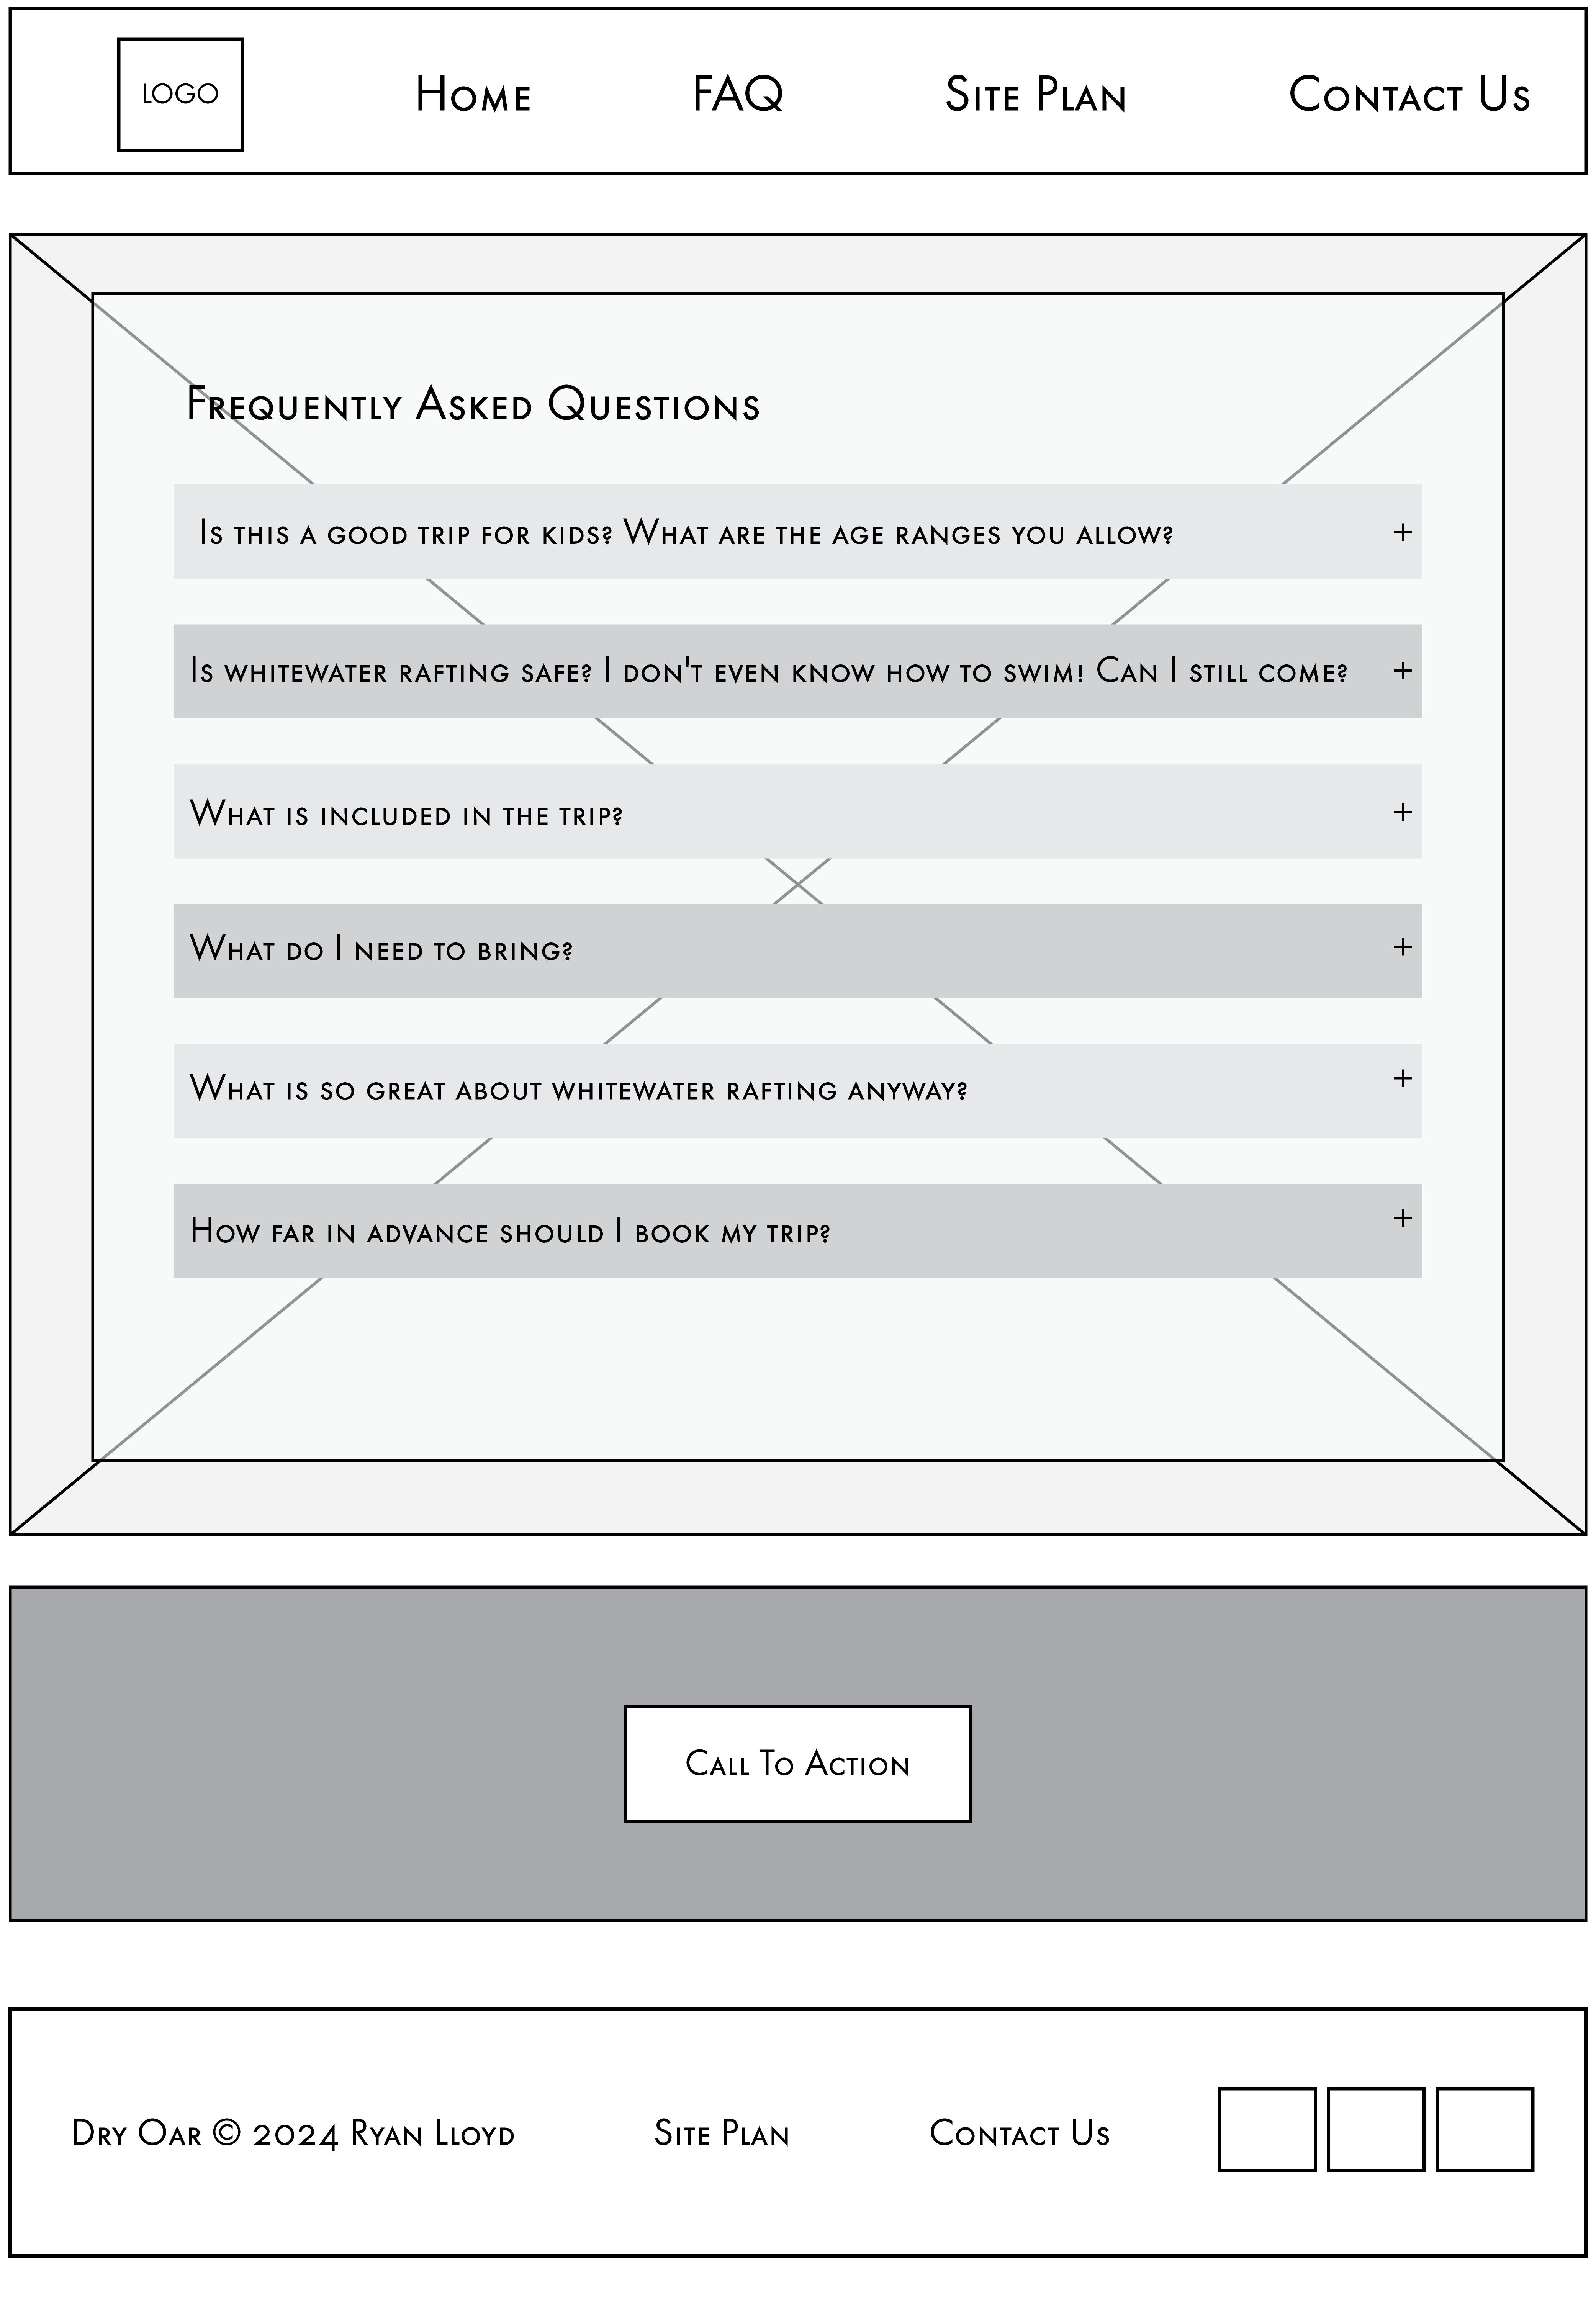 LOGO
Home
FAQ
Site Plan
Contact Us
Frequently Asked Questions
Is this a good trip for kids? What are the age ranges you allow? +
Is whitewater rafting safe? I don't even know how to swim! Can I still come? +
What is included in the trip? +
What do I need to bring? +
What is so great about whitewater rafting anyway? +
How far in advance should I book my trip? +
Call To Action
Dry Oar © 2024 Ryan Lloyd
Site Plan
Contact Us